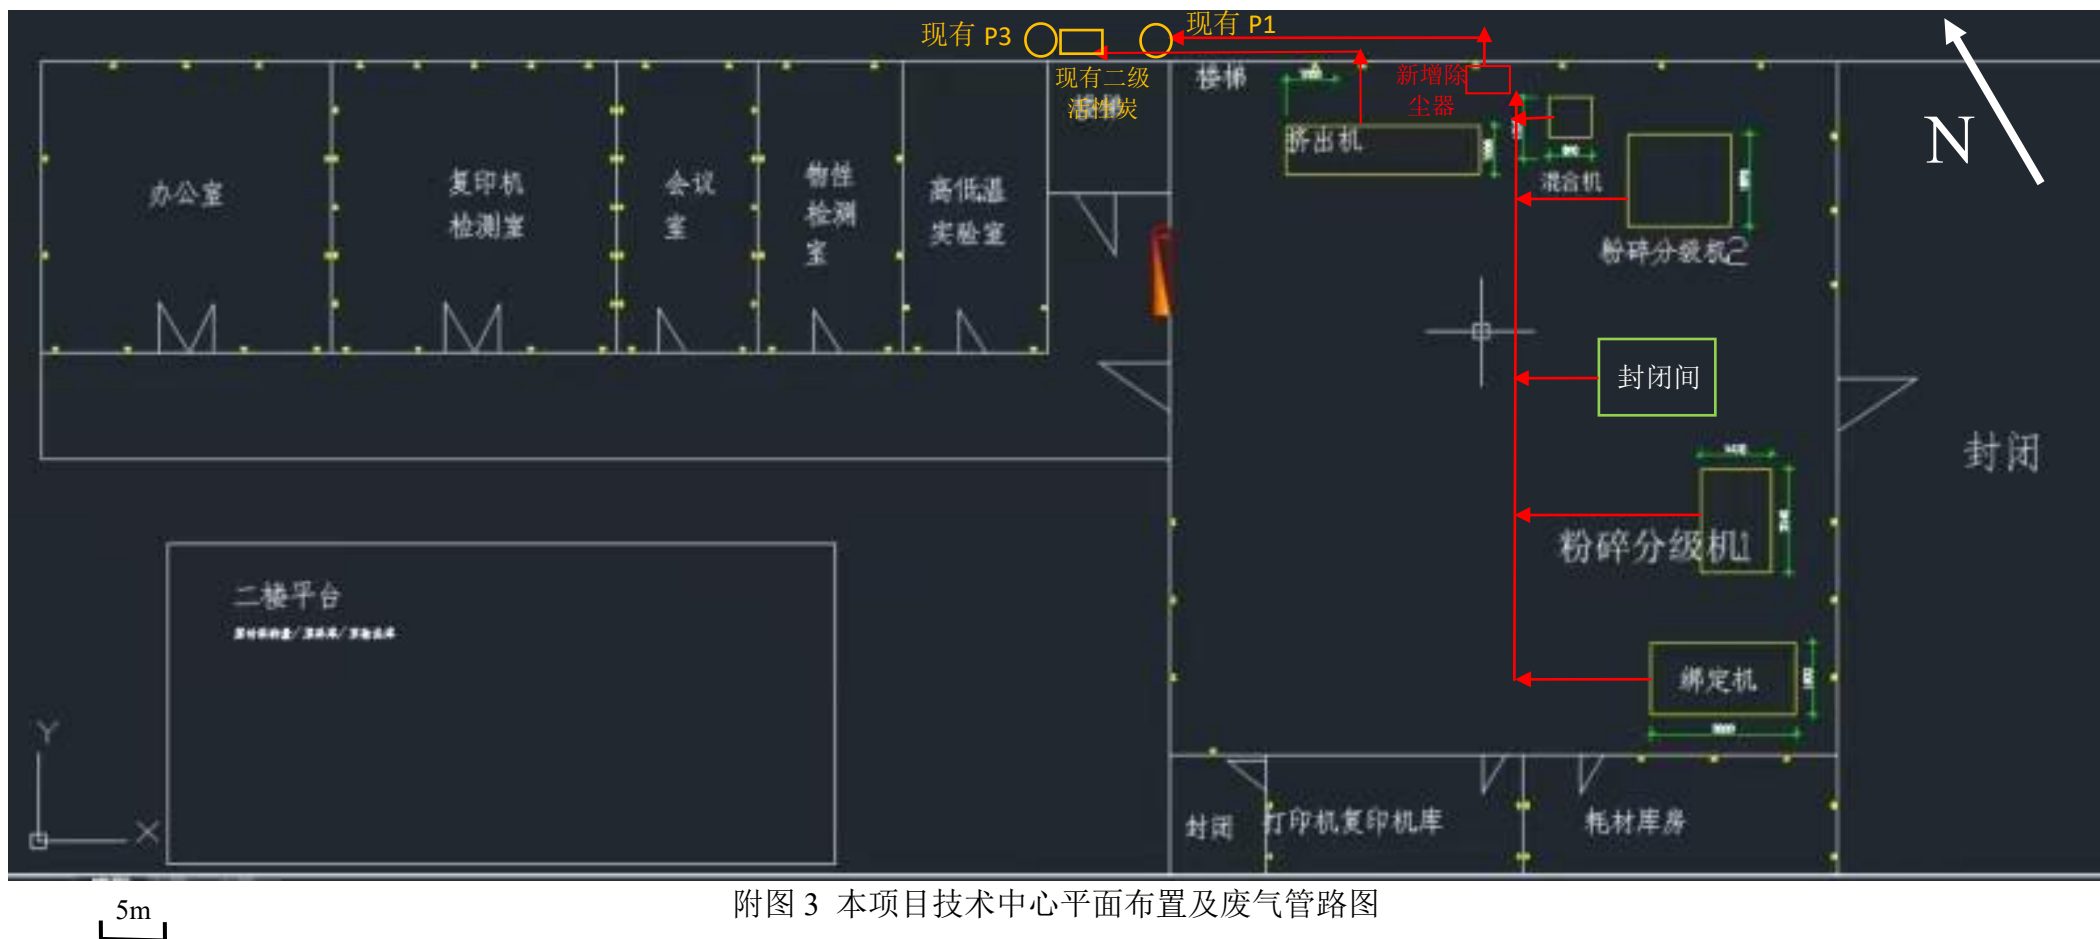 现有 P3
现有 P1
现有二级
活性炭
楼梯
新增除
尘器
N
挤出机
混合机
办公室
复印机
检测室
会议
室
物性
检测
室
高低温
实验室
粉碎分级机2
封闭间
封闭
粉碎分级机1
二楼平台
绑定机
Y
X
封闭
打印机复印机库
耗材库房
附图 3 本项目技术中心平面布置及废气管路图
5m